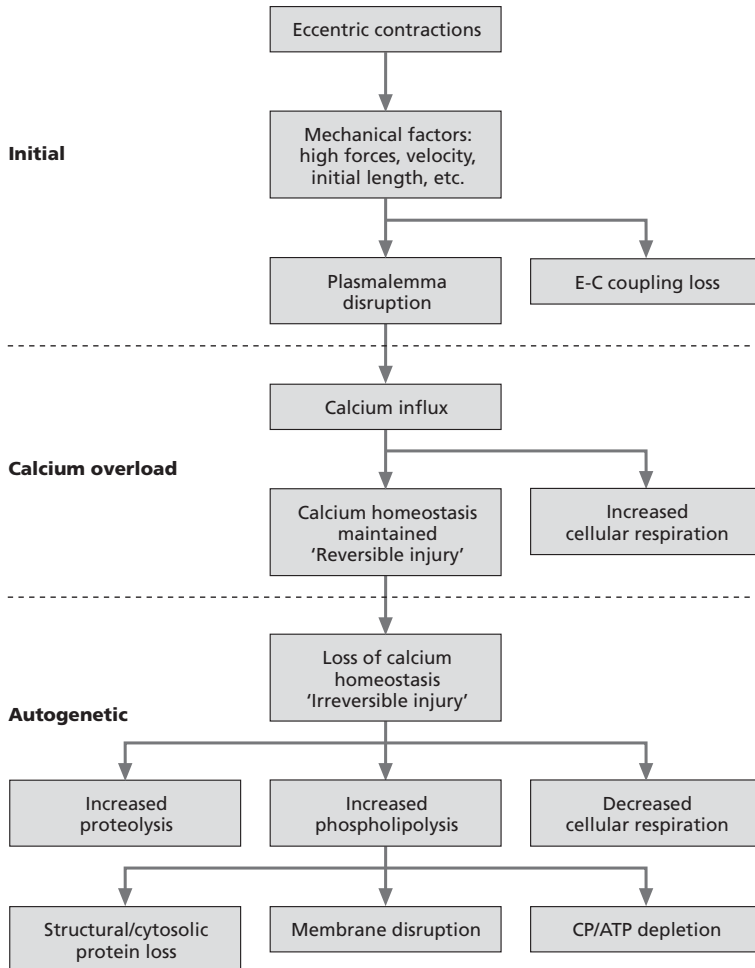 Eccentric contractions
Initial
Mechanical factors:
high forces, velocity,
initial length, etc.
Plasmalemma
disruption
E-C coupling loss
Calcium influx
Calcium overload
Calcium homeostasis
maintained
‘Reversible injury’
Increased
cellular respiration
Loss of calcium
homeostasis
‘Irreversible injury’
Autogenetic
Increased
proteolysis
Increased
phospholipolysis
Decreased
cellular respiration
Structural/cytosolic
protein loss
Membrane disruption
CP/ATP depletion